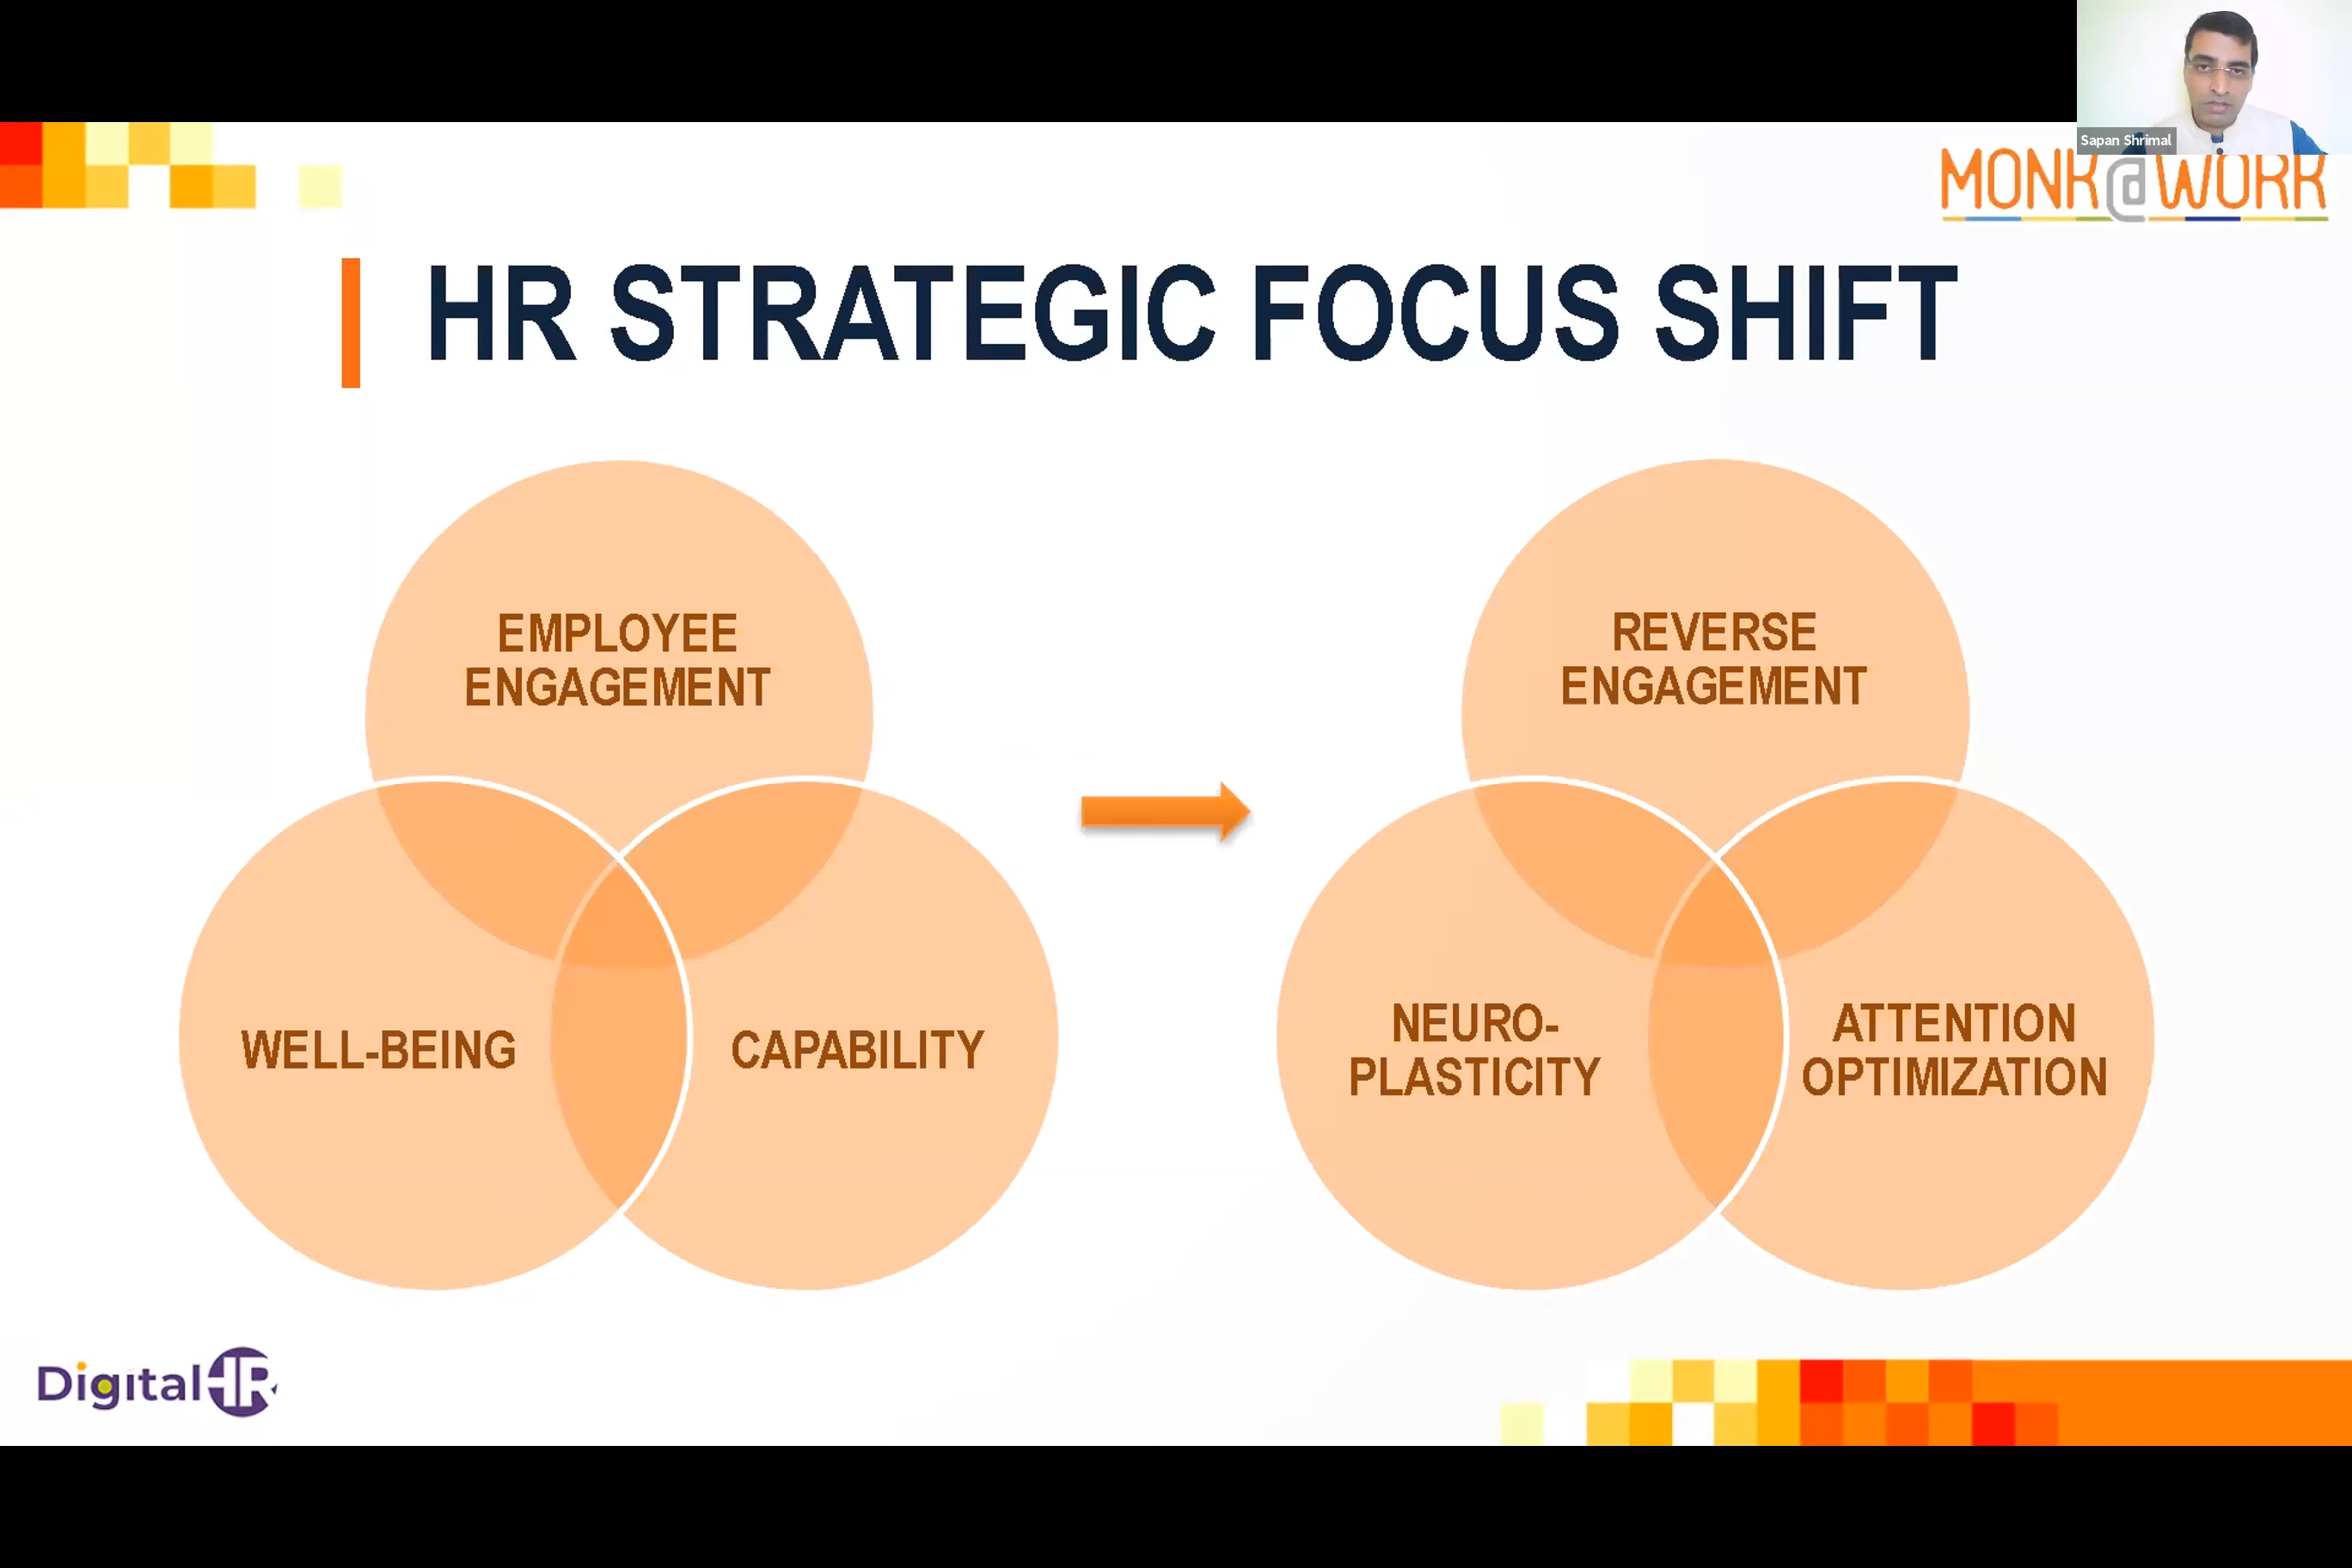 Sapan Shrimal
MONK@WORK
HR STRATEGIC FOCUS SHIFT
EMPLOYEE
ENGAGEMENT
WELL-BEING
CAPABILITY
REVERSE
ENGAGEMENT
NEURO-
PLASTICITY
ATTENTION
OPTIMIZATION
DigitalHR